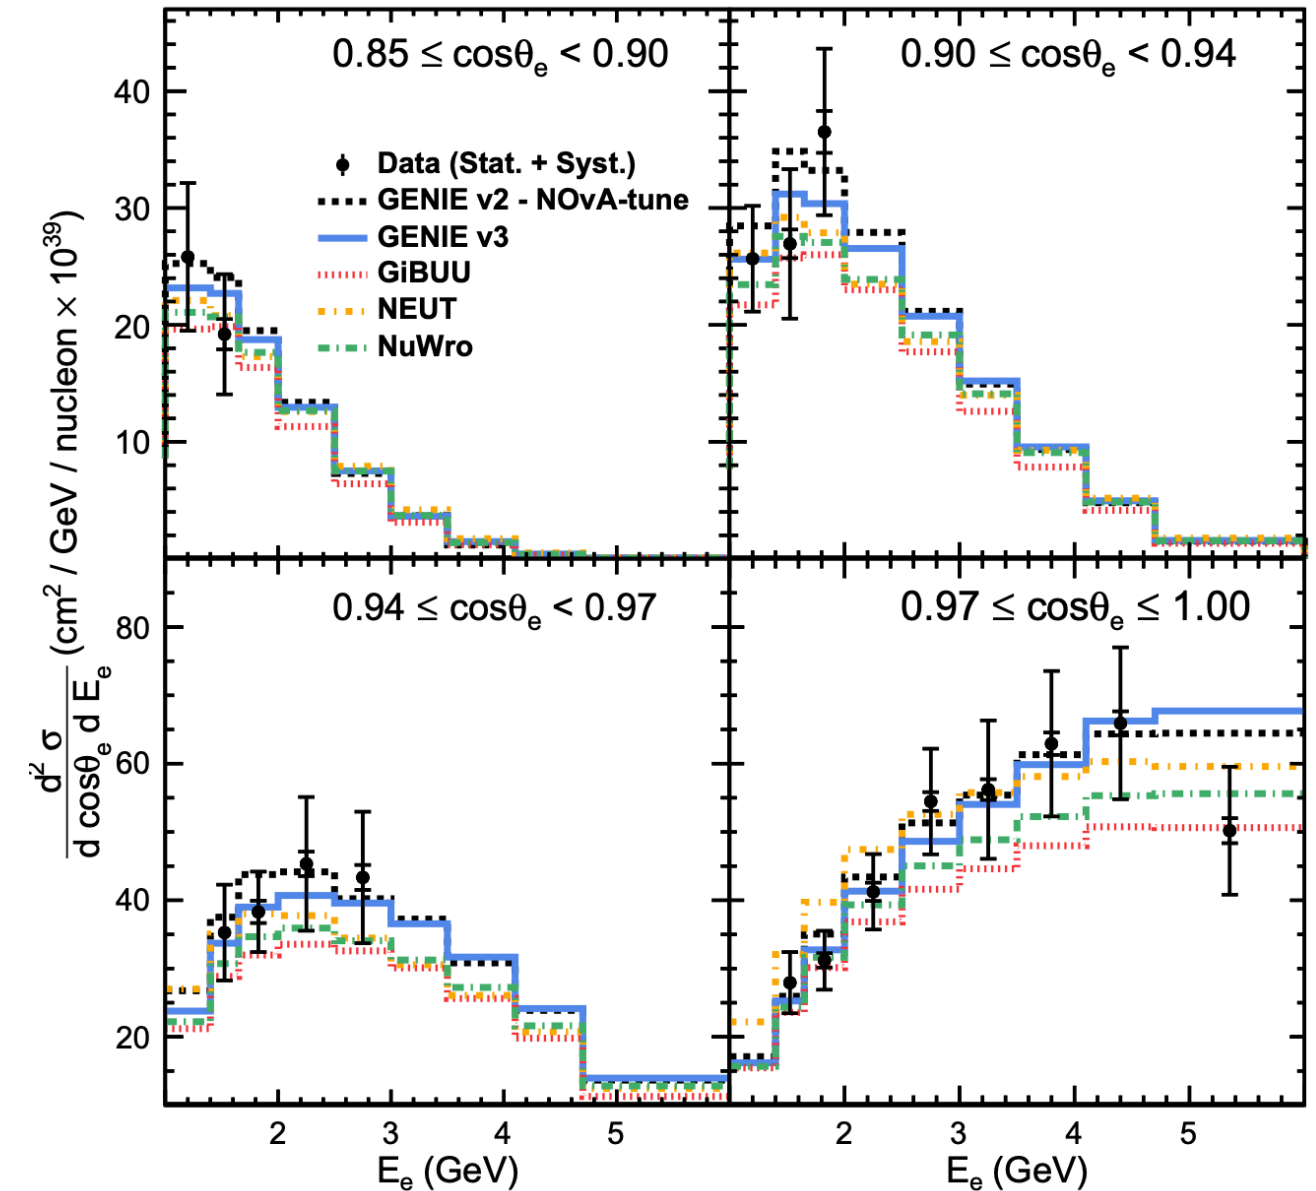 0.85 ≤ cosθₑ < 0.90
0.90 ≤ cosθₑ < 0.94
40
30
20
10
Data (Stat. + Syst.)
GENIE v2 - NOvA-tune
GENIE v3
GiBUU
NEUT
NuWro
0.94 ≤ cosθₑ < 0.97
0.97 ≤ cosθₑ ≤ 1.00
80
60
40
20
d² σ / d cosθₑ d Eₑ (cm² / GeV / nucleon × 10³⁹)
2 3 4 5
2 3 4 5
Eₑ (GeV)
Eₑ (GeV)